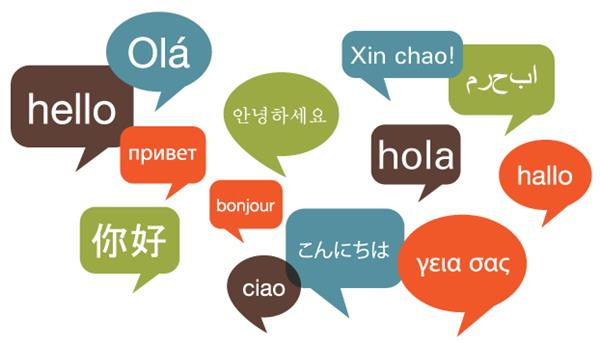 Olá
Xin chao!
hello
ابحرم
안녕하세요
привет
hola
hallo
bonjour
你好
こんにちは
γεια σας
ciao